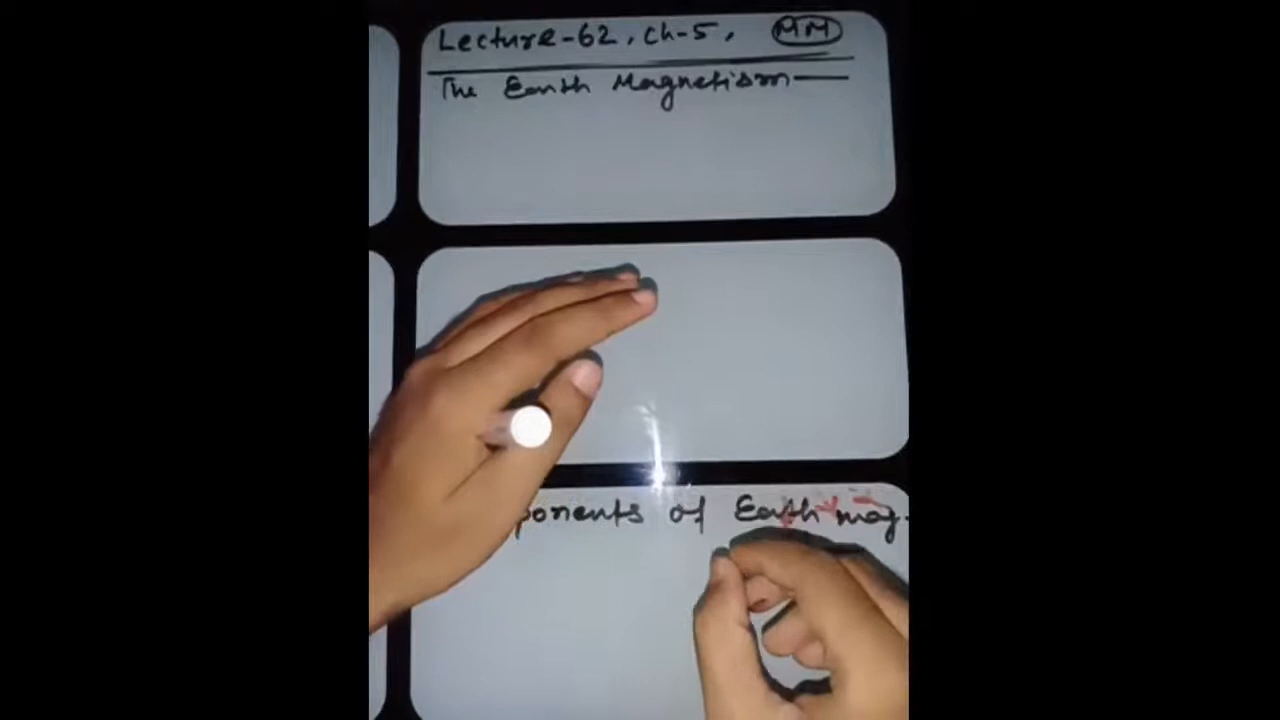 Lecture-62, Ch-5, MM
The Earth Magnetism
ponents of Earth mag.